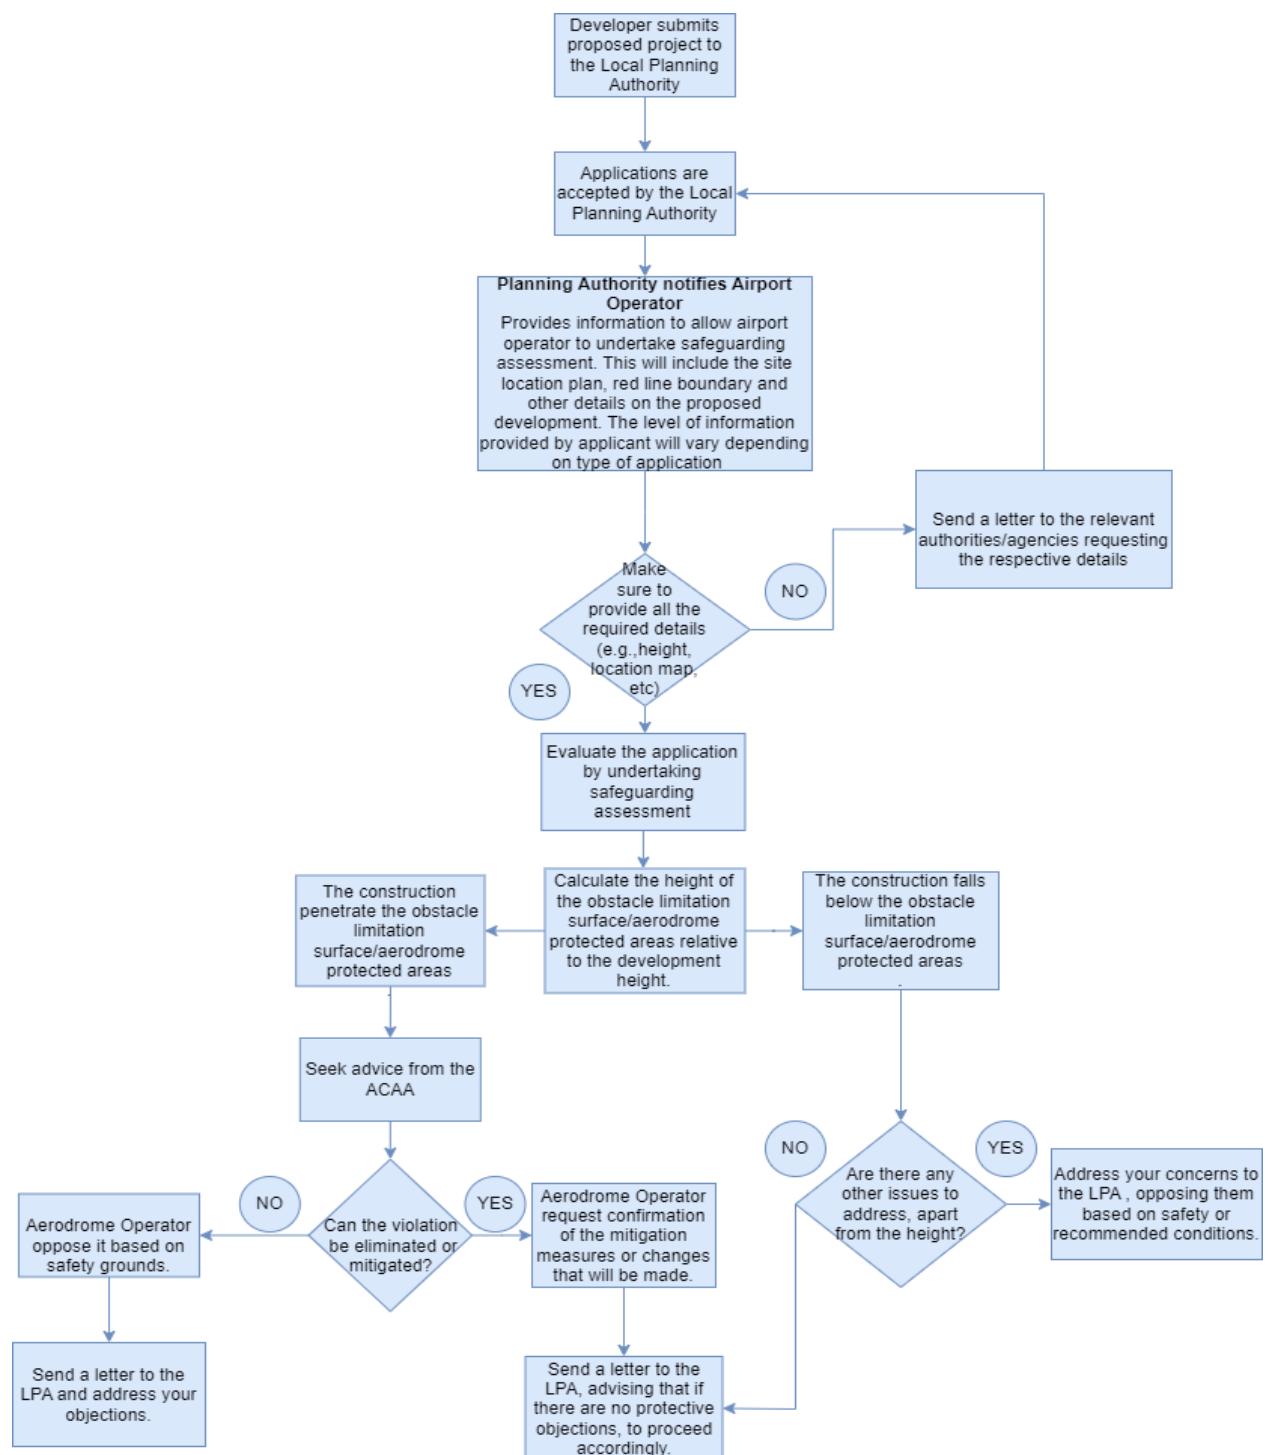 Developer submits
proposed project to
the Local Planning
Authority
Applications are
accepted by the Local
Planning Authority
Planning Authority notifies Airport
Operator
Provides information to allow airport
operator to undertake safeguarding
assessment. This will include the site
location plan, red line boundary and
other details on the proposed
development. The level of information
provided by applicant will vary depending
on type of application
Send a letter to the relevant
authorities/agencies requesting
the respective details
Make
sure to
provide all the
required details
(e.g.,height,
location map,
etc)
NO
YES
Evaluate the application
by undertaking
safeguarding
assessment
The construction
penetrate the obstacle
limitation
surface/aerodrome
protected areas
.
Calculate the height of
the obstacle limitation
surface/aerodrome
protected areas relative
to the development
height.
The construction falls
below the obstacle
limitation
surface/aerodrome
protected areas
.
Seek advice from the
ACAA
NO
YES
Can the violation
be eliminated or
mitigated?
Aerodrome Operator
oppose it based on
safety grounds.
Aerodrome Operator
request confirmation
of the mitigation
measures or changes
that will be made.
NO
YES
Are there any
other issues to
address, apart
from the height?
Address your concerns to
the LPA , opposing them
based on safety or
recommended conditions.
Send a letter to the
LPA and address your
objections.
Send a letter to the
LPA, advising that if
there are no protective
objections, to proceed
accordingly.